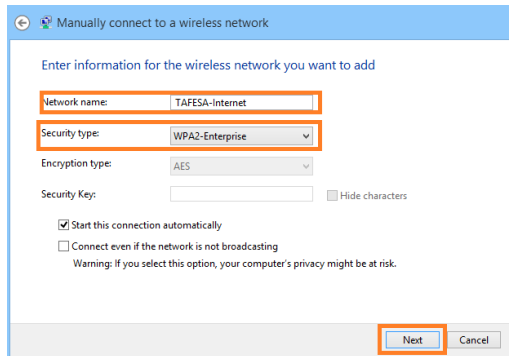 Manually connect to a wireless network
Enter information for the wireless network you want to add
Network name: TAFESA-Internet
Security type: WPA2-Enterprise
Encryption type: AES
Security Key:
Hide characters
Start this connection automatically
Connect even if the network is not broadcasting
Warning: If you select this option, your computer's privacy might be at risk.
Next Cancel